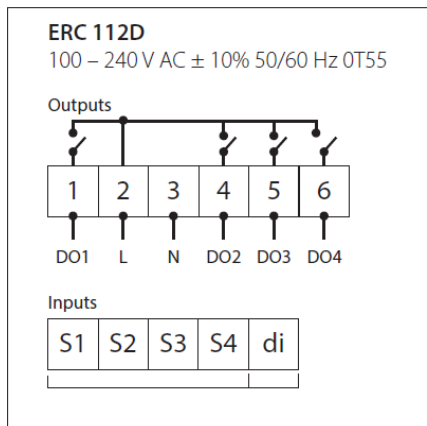 ERC 112D
100 – 240 V AC ± 10% 50/60 Hz 0T55
Outputs
1 2 3 4 5 6
DO1 L N DO2 DO3 DO4
Inputs
S1 S2 S3 S4 di